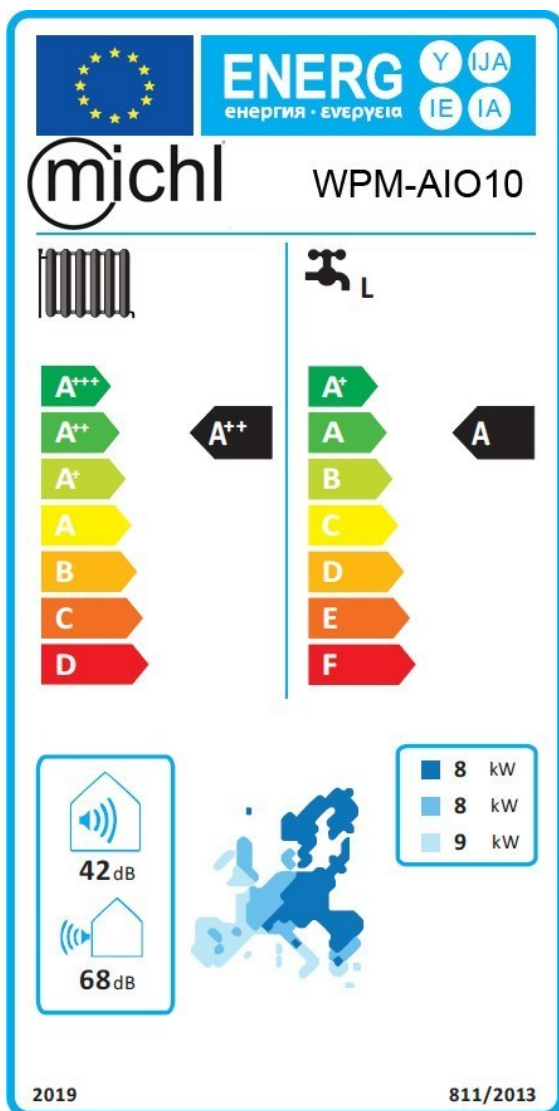 ENERG
енергия · ενεργεια
Y IJA
IE IA
michl
WPM-AIO10
L
A+++
A++
A+
A
B
C
D
A++
A+
A
B
C
D
E
F
A
42 dB
68 dB
8 kW
8 kW
9 kW
2019
811/2013